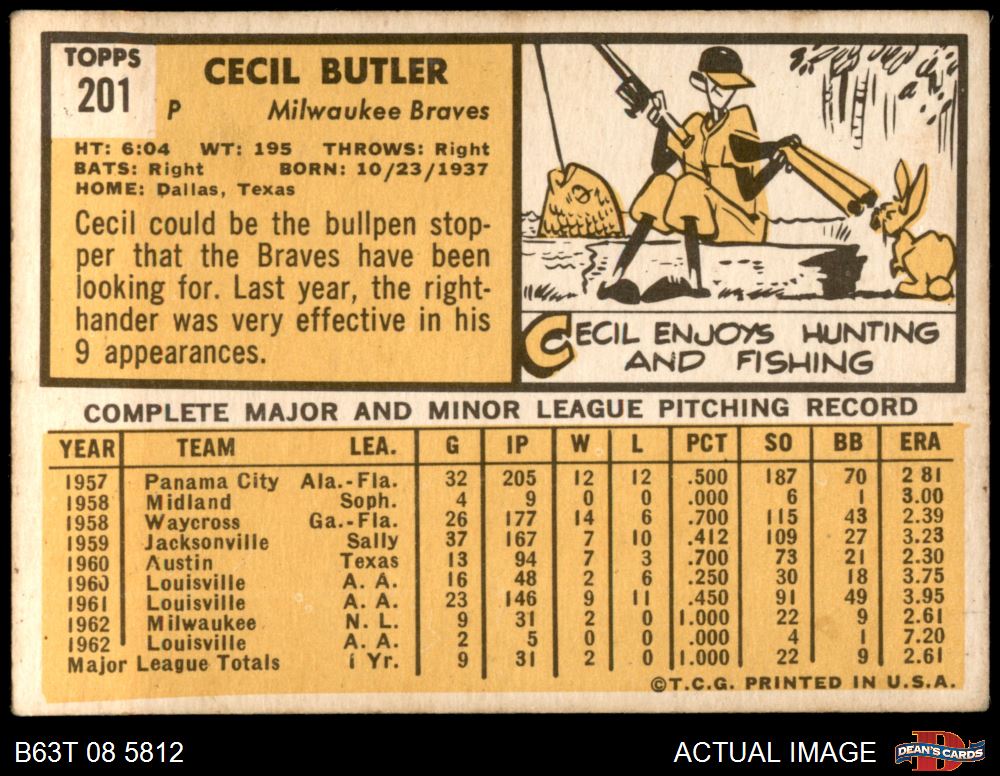 TOPPS
201
CECIL BUTLER
P Milwaukee Braves
HT: 6:04 WT: 195 THROWS: Right
BATS: Right BORN: 10/23/1937
HOME: Dallas, Texas
Cecil could be the bullpen stop-
per that the Braves have been
looking for. Last year, the right-
hander was very effective in his
9 appearances.
CECIL ENJOYS HUNTING
AND FISHING
COMPLETE MAJOR AND MINOR LEAGUE PITCHING RECORD
YEAR TEAM LEA. G IP W L PCT SO BB ERA
1957 Panama City Ala.-Fla. 32 205 12 12 .500 187 70 2 81
1958 Midland Soph. 4 9 0 0 .000 6 1 3.00
1958 Waycross Ga.-Fla. 26 177 14 6 .700 115 43 2.39
1959 Jacksonville Sally 37 167 7 10 .412 109 27 3.23
1960 Austin Texas 13 94 7 3 .700 73 21 2.30
1960 Louisville A. A. 16 48 2 6 .250 30 18 3.75
1961 Louisville A. A. 23 146 9 11 .450 91 49 3.95
1962 Milwaukee N. L. 9 31 2 0 1.000 22 9 2.61
1962 Louisville A. A. 2 5 0 0 .000 4 1 7.20
Major League Totals 1 Yr. 9 31 2 0 1.000 22 9 2.61
©T.C.G. PRINTED IN U.S.A.
B63T 08 5812 ACTUAL IMAGE D DEAN'S CARDS